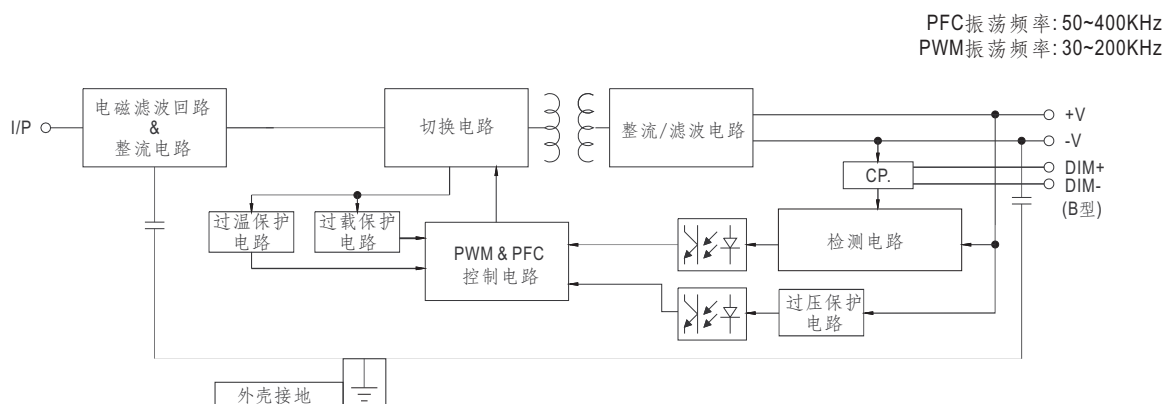 PFC振荡频率: 50~400KHz
PWM振荡频率: 30~200KHz
I/P
电磁滤波回路
&
整流电路
切换电路
整流/滤波电路
+V
-V
DIM+
DIM-
(B型)
CP.
过温保护
电路
过载保护
电路
PWM & PFC
控制电路
检测电路
过压保护
电路
外壳接地